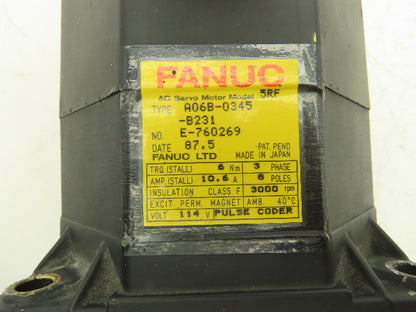 FANUC
AC Servo Motor Model 5RF
TYPE A06B-0345
-B231
NO. E-760269
DATE 87.5 -PAT. PEND
FANUC LTD MADE IN JAPAN
TRQ.(STALL) 6 Nm 3 PHASE
AMP.(STALL) 10.6 A 8 POLES
INSULATION CLASS F 3000 rpm
EXCIT. PERM. MAGNET AMB. 40°C
VOLT 114 V PULSE CODER